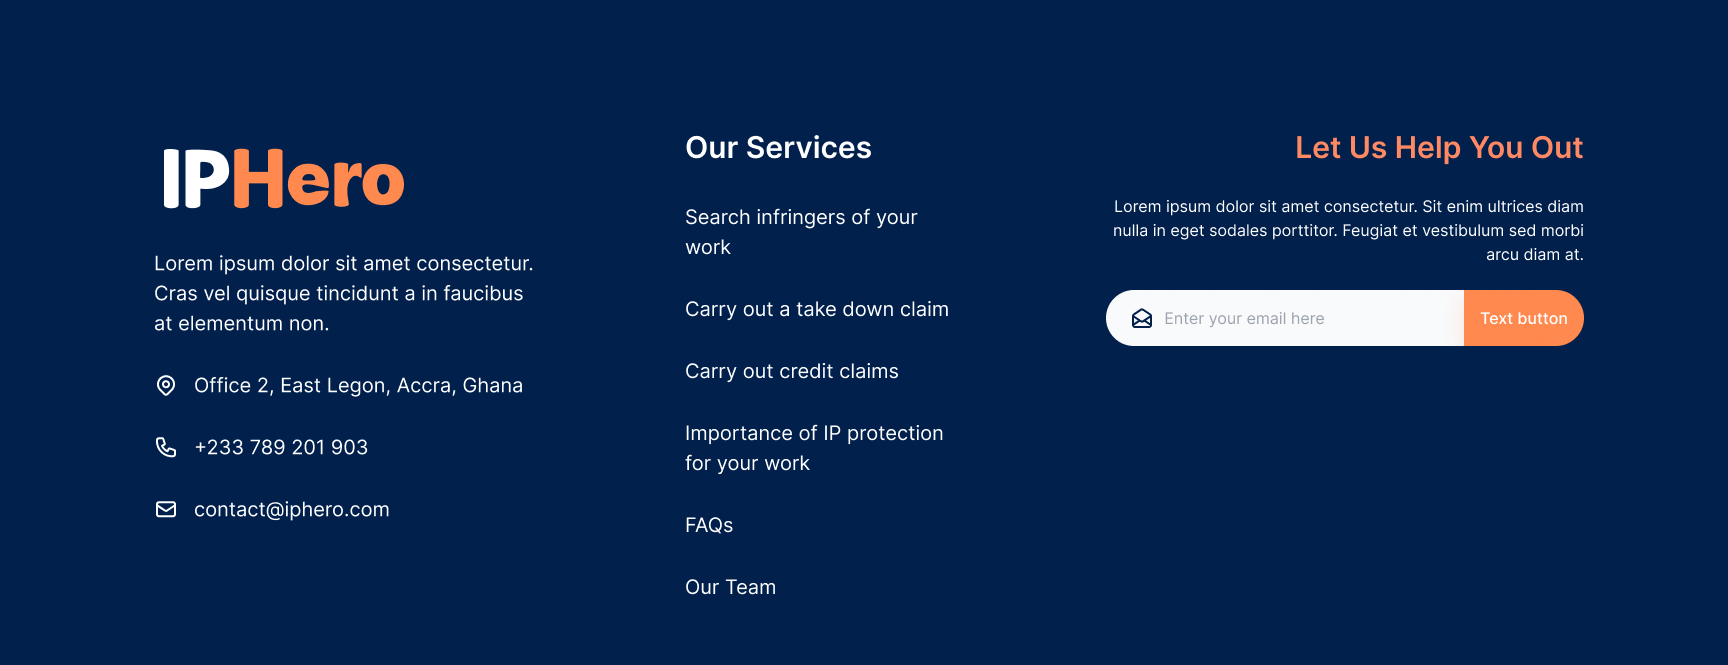 IPHero
Lorem ipsum dolor sit amet consectetur.
Cras vel quisque tincidunt a in faucibus
at elementum non.
Office 2, East Legon, Accra, Ghana
+233 789 201 903
contact@iphero.com
Our Services
Search infringers of your
work
Carry out a take down claim
Carry out credit claims
Importance of IP protection
for your work
FAQs
Our Team
Let Us Help You Out
Lorem ipsum dolor sit amet consectetur. Sit enim ultrices diam
nulla in eget sodales porttitor. Feugiat et vestibulum sed morbi
arcu diam at.
Enter your email here
Text button